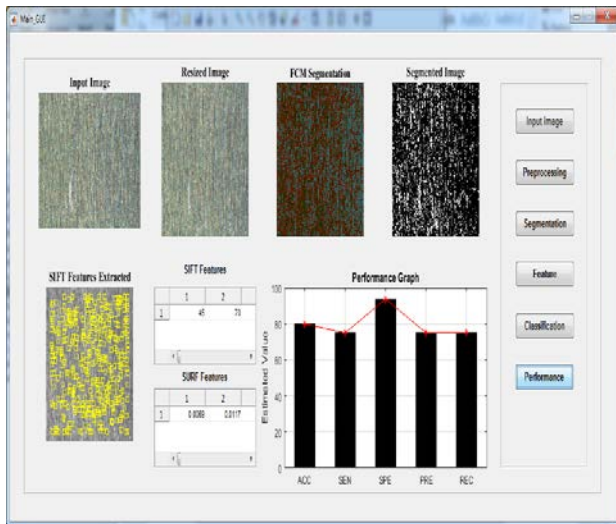 Main_GUI
Input Image
Resized Image
FCM Segmentation
Segmented Image
Input Image
Preprocessing
Segmentation
Feature
Classification
Performance
SIFT Features Extracted
SIFT Features
1 2
1 45 70
SURF Features
1 2
1 0.0117
Performance Graph
Estimated Value
100
80
60
40
20
0
ACC SEN SPE PRE REC